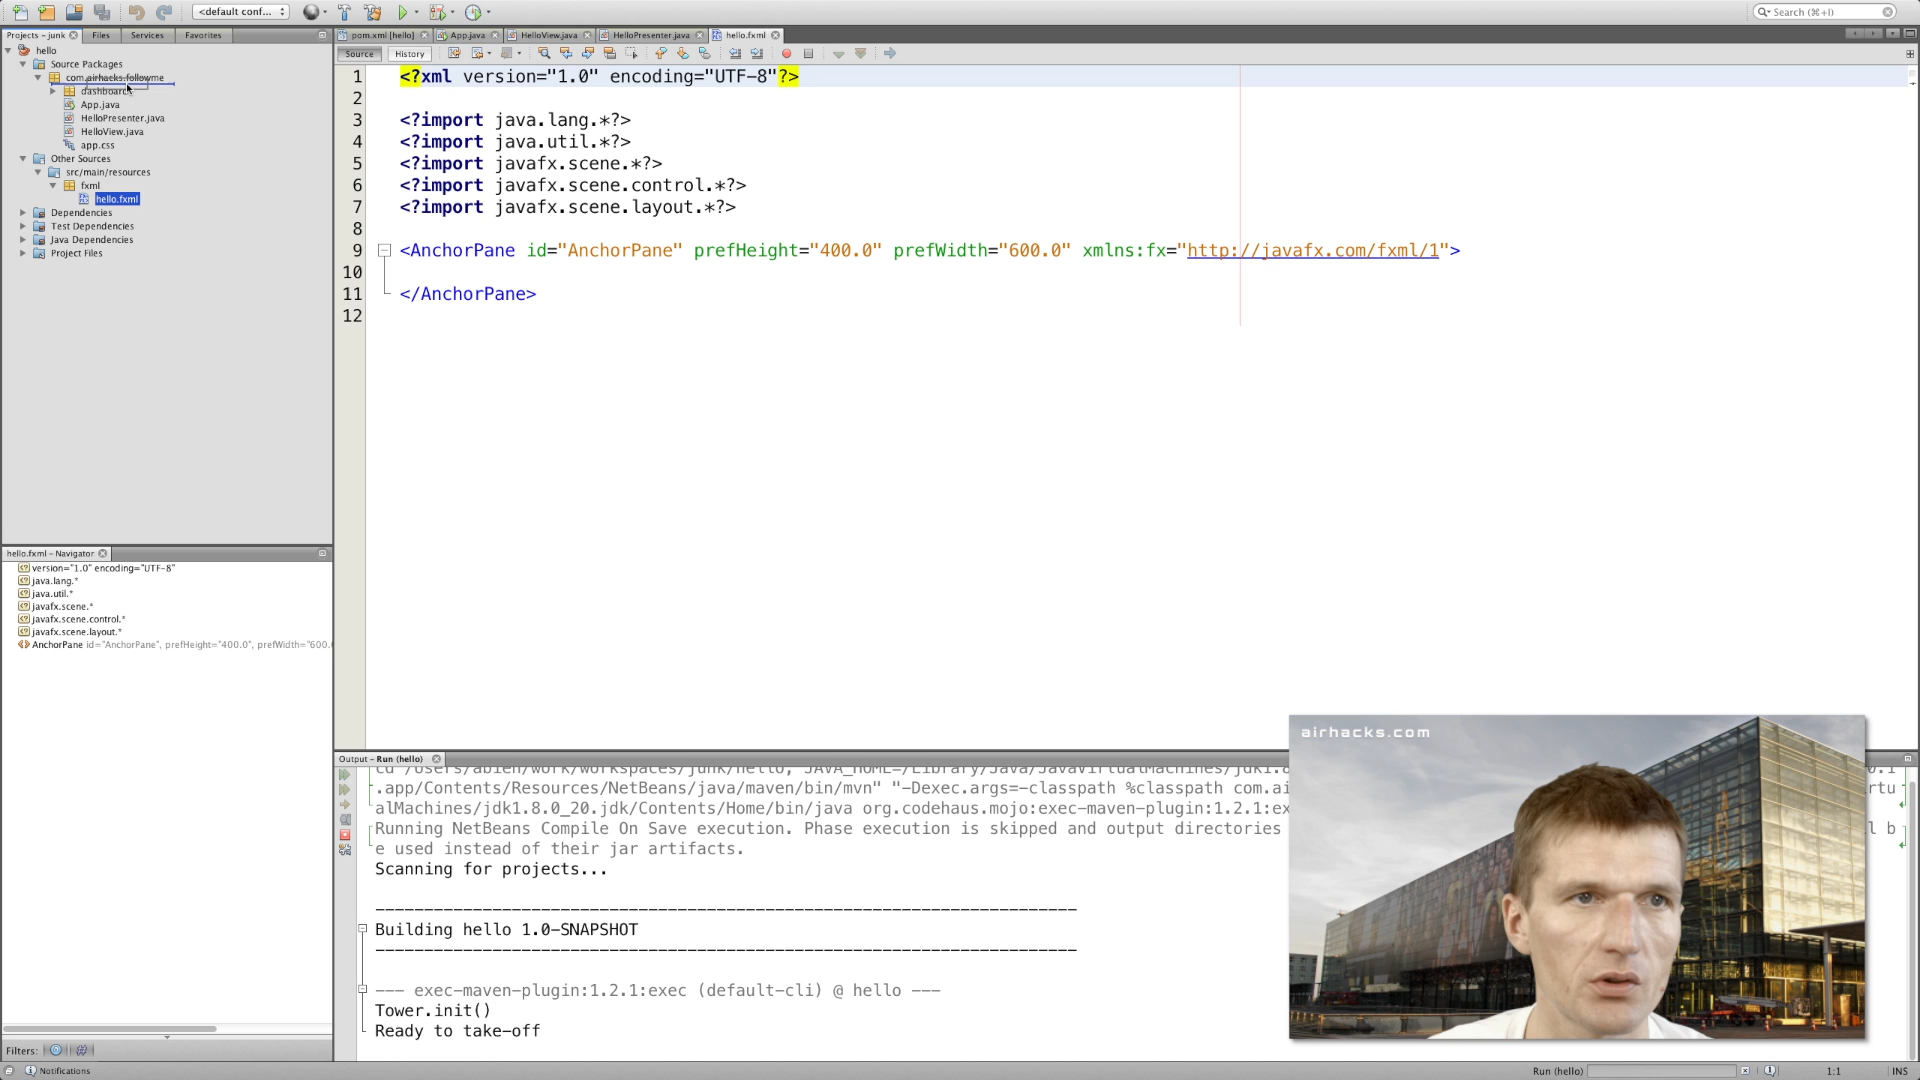 <default conf...
Search (⌘+I)
Projects – junk
Files
Services
Favorites
pom.xml [hello]
App.java
HelloView.java
HelloPresenter.java
hello.fxml
Source
History
hello
Source Packages
com.airhacks.followme
dashboard
App.java
HelloPresenter.java
HelloView.java
app.css
Other Sources
src/main/resources
fxml
hello.fxml
Dependencies
Test Dependencies
Java Dependencies
Project Files
1 <?xml version="1.0" encoding="UTF-8"?>
2
3 <?import java.lang.*?>
4 <?import java.util.*?>
5 <?import javafx.scene.*?>
6 <?import javafx.scene.control.*?>
7 <?import javafx.scene.layout.*?>
8
9 <AnchorPane id="AnchorPane" prefHeight="400.0" prefWidth="600.0" xmlns:fx="http://javafx.com/fxml/1">
10
11 </AnchorPane>
12
hello.fxml – Navigator
version="1.0" encoding="UTF-8"
java.lang.*
java.util.*
javafx.scene.*
javafx.scene.control.*
javafx.scene.layout.*
AnchorPane id="AnchorPane", prefHeight="400.0", prefWidth="600.
Filters:
Output – Run (hello)
cd /Users/abien/work/workspaces/junk/hello; JAVA_HOME=/Library/Java/JavaVirtualMachines/jdk1.8
.app/Contents/Resources/NetBeans/java/maven/bin/mvn" "-Dexec.args=-classpath %classpath com.ai
alMachines/jdk1.8.0_20.jdk/Contents/Home/bin/java org.codehaus.mojo:exec-maven-plugin:1.2.1:ex
Running NetBeans Compile On Save execution. Phase execution is skipped and output directories
e used instead of their jar artifacts.
Scanning for projects...
Building hello 1.0-SNAPSHOT
--- exec-maven-plugin:1.2.1:exec (default-cli) @ hello ---
Tower.init()
Ready to take-off
airhacks.com
Notifications
Run (hello)
1:1
INS